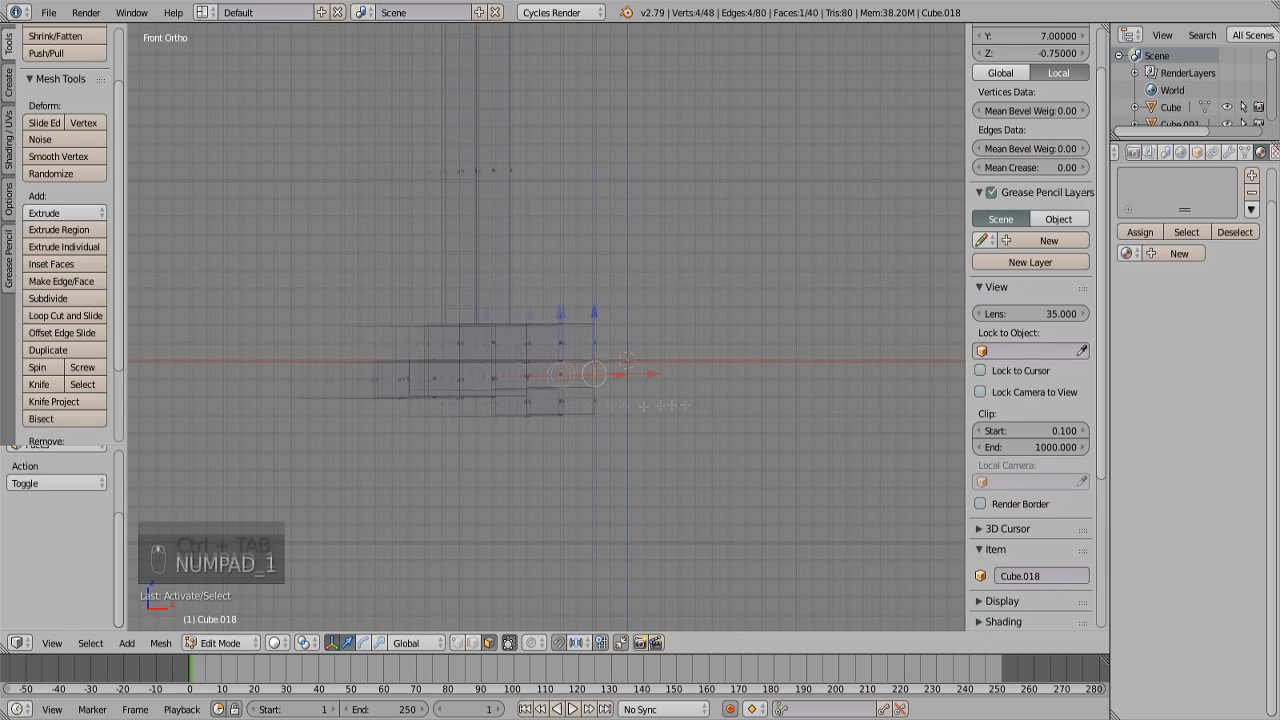 File Render Window Help Default Scene Cycles Render v2.79 | Verts:4/48 | Edges:4/80 | Faces:1/40 | Tris:80 | Mem:38.20M | Cube.018
Tools
Create
Shading / UVs
Options
Grease Pencil
Shrink/Fatten
Push/Pull
Mesh Tools
Deform:
Slide Ed Vertex
Noise
Smooth Vertex
Randomize
Add:
Extrude
Extrude Region
Extrude Individual
Inset Faces
Make Edge/Face
Subdivide
Loop Cut and Slide
Offset Edge Slide
Duplicate
Spin Screw
Knife Select
Knife Project
Bisect
Remove:
Action
Toggle
Front Ortho
Ctrl + TAB
NUMPAD_1
Last: Activate/Select
z
x
(1) Cube.018
Y: 7.00000
Z: -0.75000
Global Local
Vertices Data:
Mean Bevel Weig: 0.00
Edges Data:
Mean Bevel Weig: 0.00
Mean Crease: 0.00
Grease Pencil Layers
Scene Object
New
New Layer
View
Lens: 35.000
Lock to Object:
Lock to Cursor
Lock Camera to View
Clip:
Start: 0.100
End: 1000.000
Local Camera:
Render Border
3D Cursor
Item
Cube.018
Display
Shading
View Search All Scenes
Scene
RenderLayers
World
Cube
Cube.001
Assign Select Deselect
New
View Select Add Mesh Edit Mode Global
-50 -40 -30 -20 -10 0 10 20 30 40 50 60 70 80 90 100 110 120 130 140 150 160 170 180 190 200 210 220 230 240 250 260 270 280
View Marker Frame Playback Start: 1 End: 250 1 No Sync